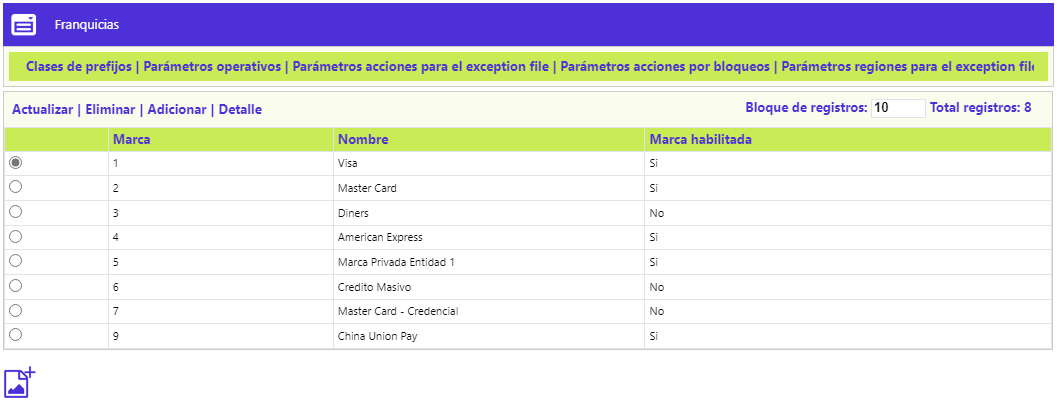 Franquicias
Clases de prefijos | Parámetros operativos | Parámetros acciones para el exception file | Parámetros acciones por bloqueos | Parámetros regiones para el exception file
Actualizar | Eliminar | Adicionar | Detalle Bloque de registros: 10 Total registros: 8
Marca Nombre Marca habilitada
1 Visa Si
2 Master Card Si
3 Diners No
4 American Express Si
5 Marca Privada Entidad 1 Si
6 Credito Masivo No
7 Master Card - Credencial No
9 China Union Pay Si